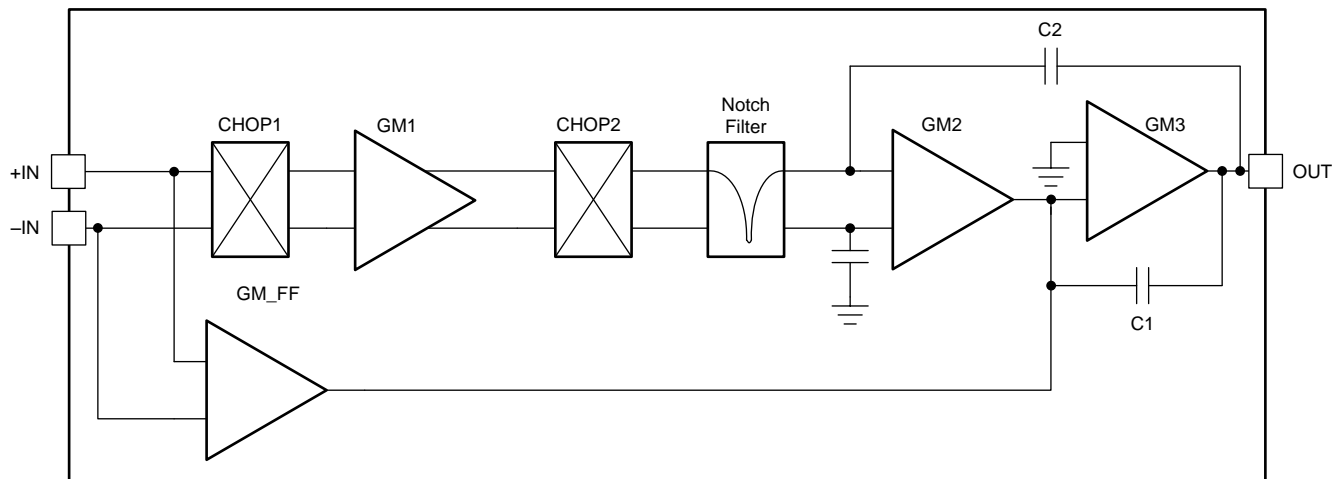 C2
Notch
Filter
CHOP1
GM1
CHOP2
GM2
GM3
+IN
–IN
OUT
GM_FF
C1